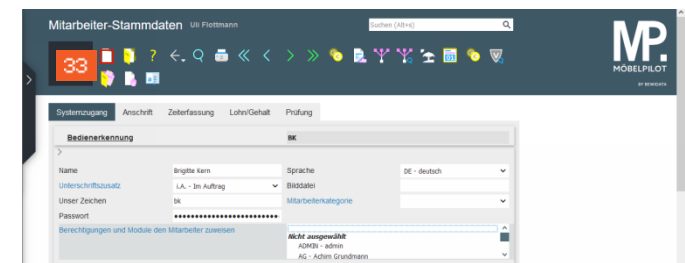 Mitarbeiter-Stammdaten Uli Flottmann
Suchen (Alt+s)
33
MP.
MÖBELPILOT
BY BEMEDATA
Systemzugang Anschrift Zeiterfassung Lohn/Gehalt Prüfung
Bedienerkennung BK
Name Brigitte Kern Sprache DE - deutsch
Unterschriftszusatz i.A. - Im Auftrag Bilddatei
Unser Zeichen bk Mitarbeiterkategorie
Passwort ••••••••••••••••••••••••••
Berechtigungen und Module den Mitarbeiter zuweisen
Nicht ausgewählt
ADMIN - admin
AG - Achim Grundmann